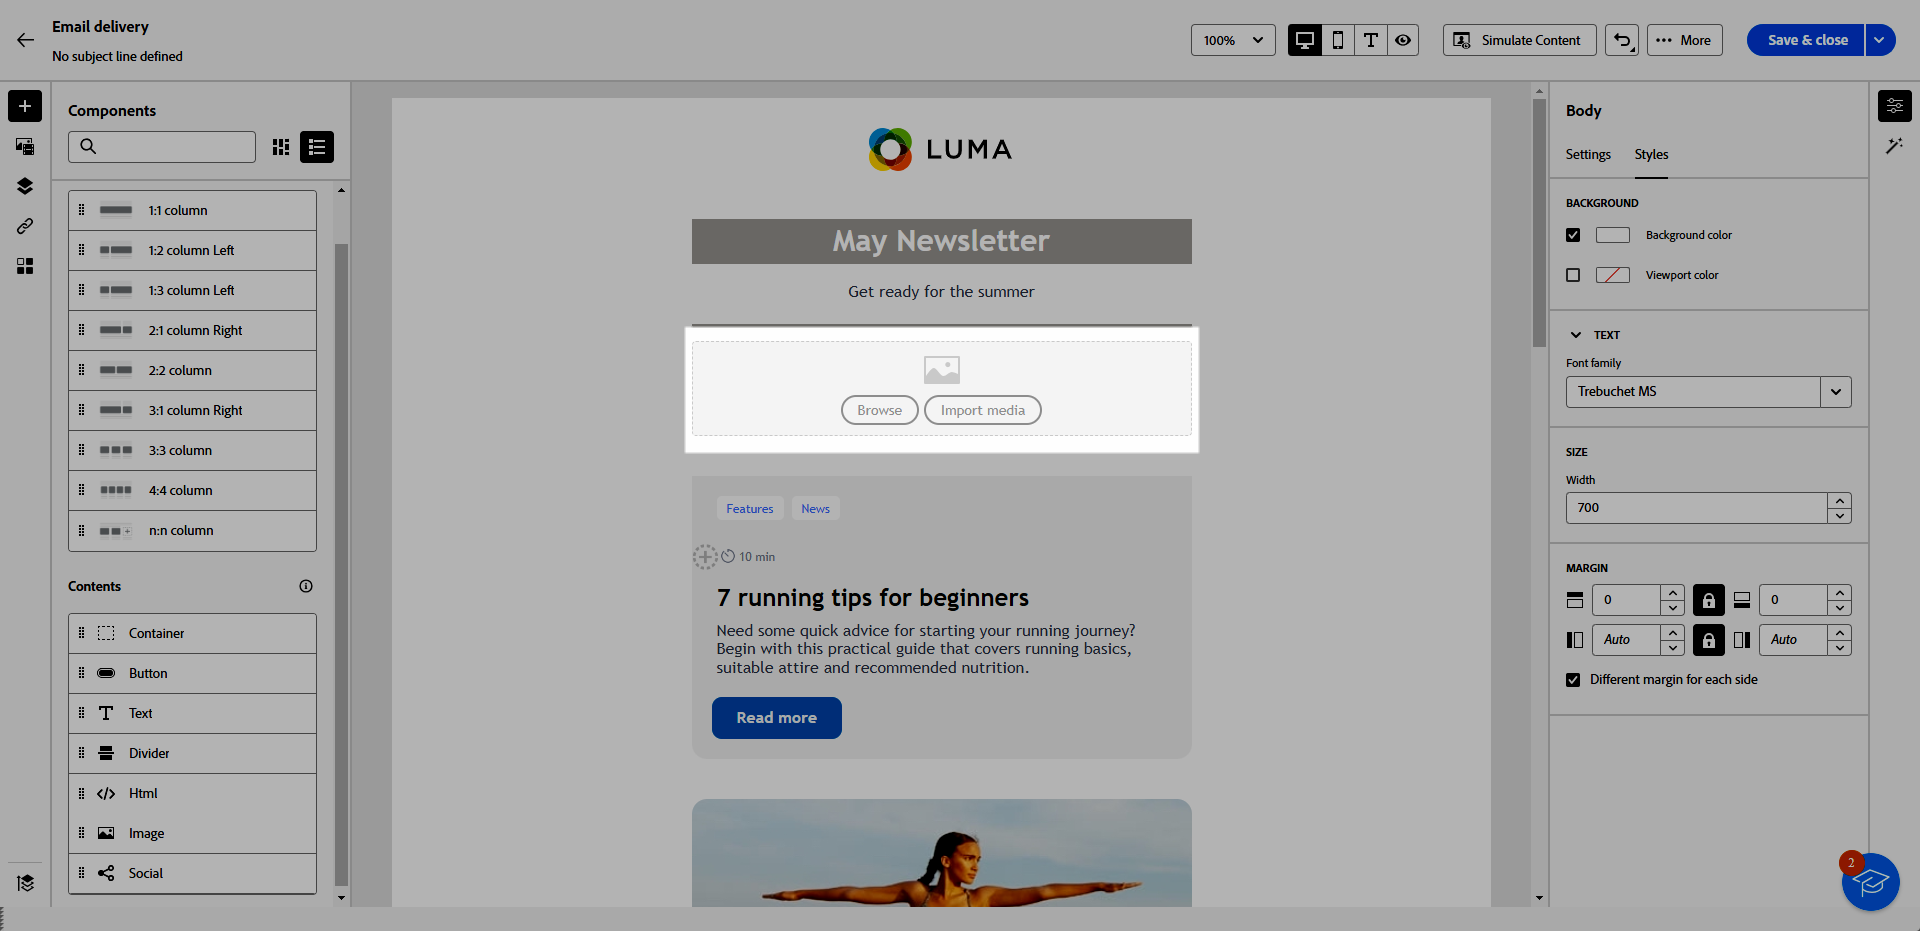 Email delivery
No subject line defined
100%
Simulate Content
More
Save & close
Components
1:1 column
1:2 column Left
1:3 column Left
2:1 column Right
2:2 column
3:1 column Right
3:3 column
4:4 column
n:n column
Contents
Container
Button
Text
Divider
Html
Image
Social
LUMA
May Newsletter
Get ready for the summer
Browse
Import media
Features
News
10 min
7 running tips for beginners
Need some quick advice for starting your running journey?
Begin with this practical guide that covers running basics,
suitable attire and recommended nutrition.
Read more
Body
Settings
Styles
BACKGROUND
Background color
Viewport color
TEXT
Font family
Trebuchet MS
SIZE
Width
700
MARGIN
0
0
Auto
Auto
Different margin for each side
2